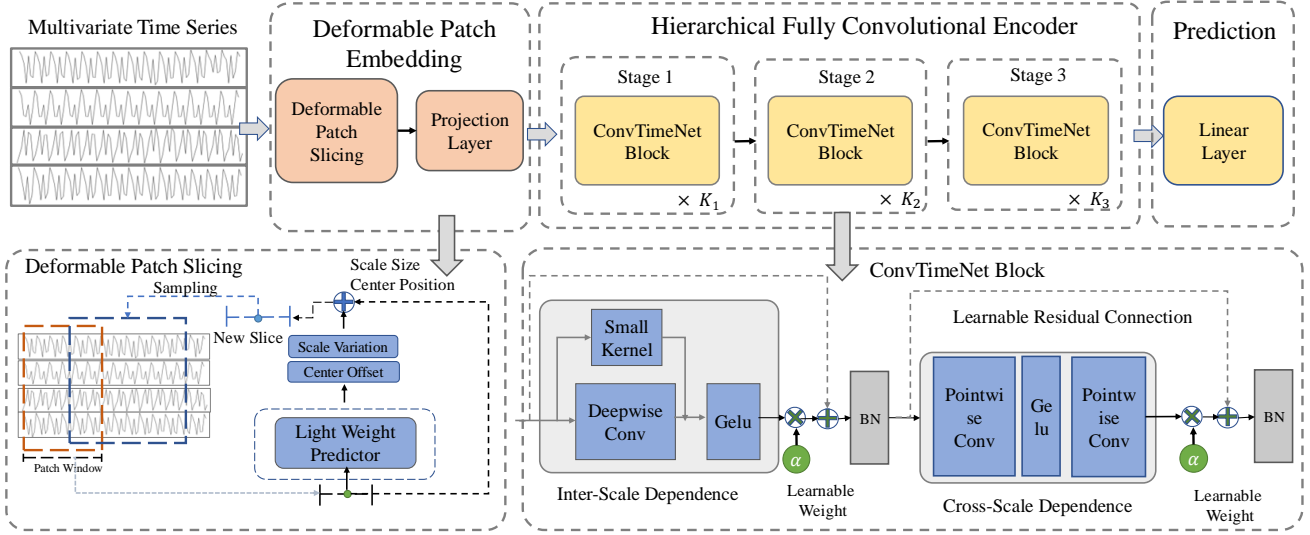 Multivariate Time Series
Deformable Patch
Embedding
Deformable
Patch
Slicing
Projection
Layer
Hierarchical Fully Convolutional Encoder
Stage 1
ConvTimeNet
Block
× K₁
Stage 2
ConvTimeNet
Block
× K₂
Stage 3
ConvTimeNet
Block
× K₃
Prediction
Linear
Layer
Deformable Patch Slicing
Sampling
New Slice
Scale Size
Center Position
Scale Variation
Center Offset
Light Weight
Predictor
Patch Window
ConvTimeNet Block
Small
Kernel
Deepwise
Conv
Gelu
α
BN
Inter-Scale Dependence
Learnable
Weight
Learnable Residual Connection
Pointwi
se
Conv
Ge
lu
Pointw
ise
Conv
α
BN
Cross-Scale Dependence
Learnable
Weight